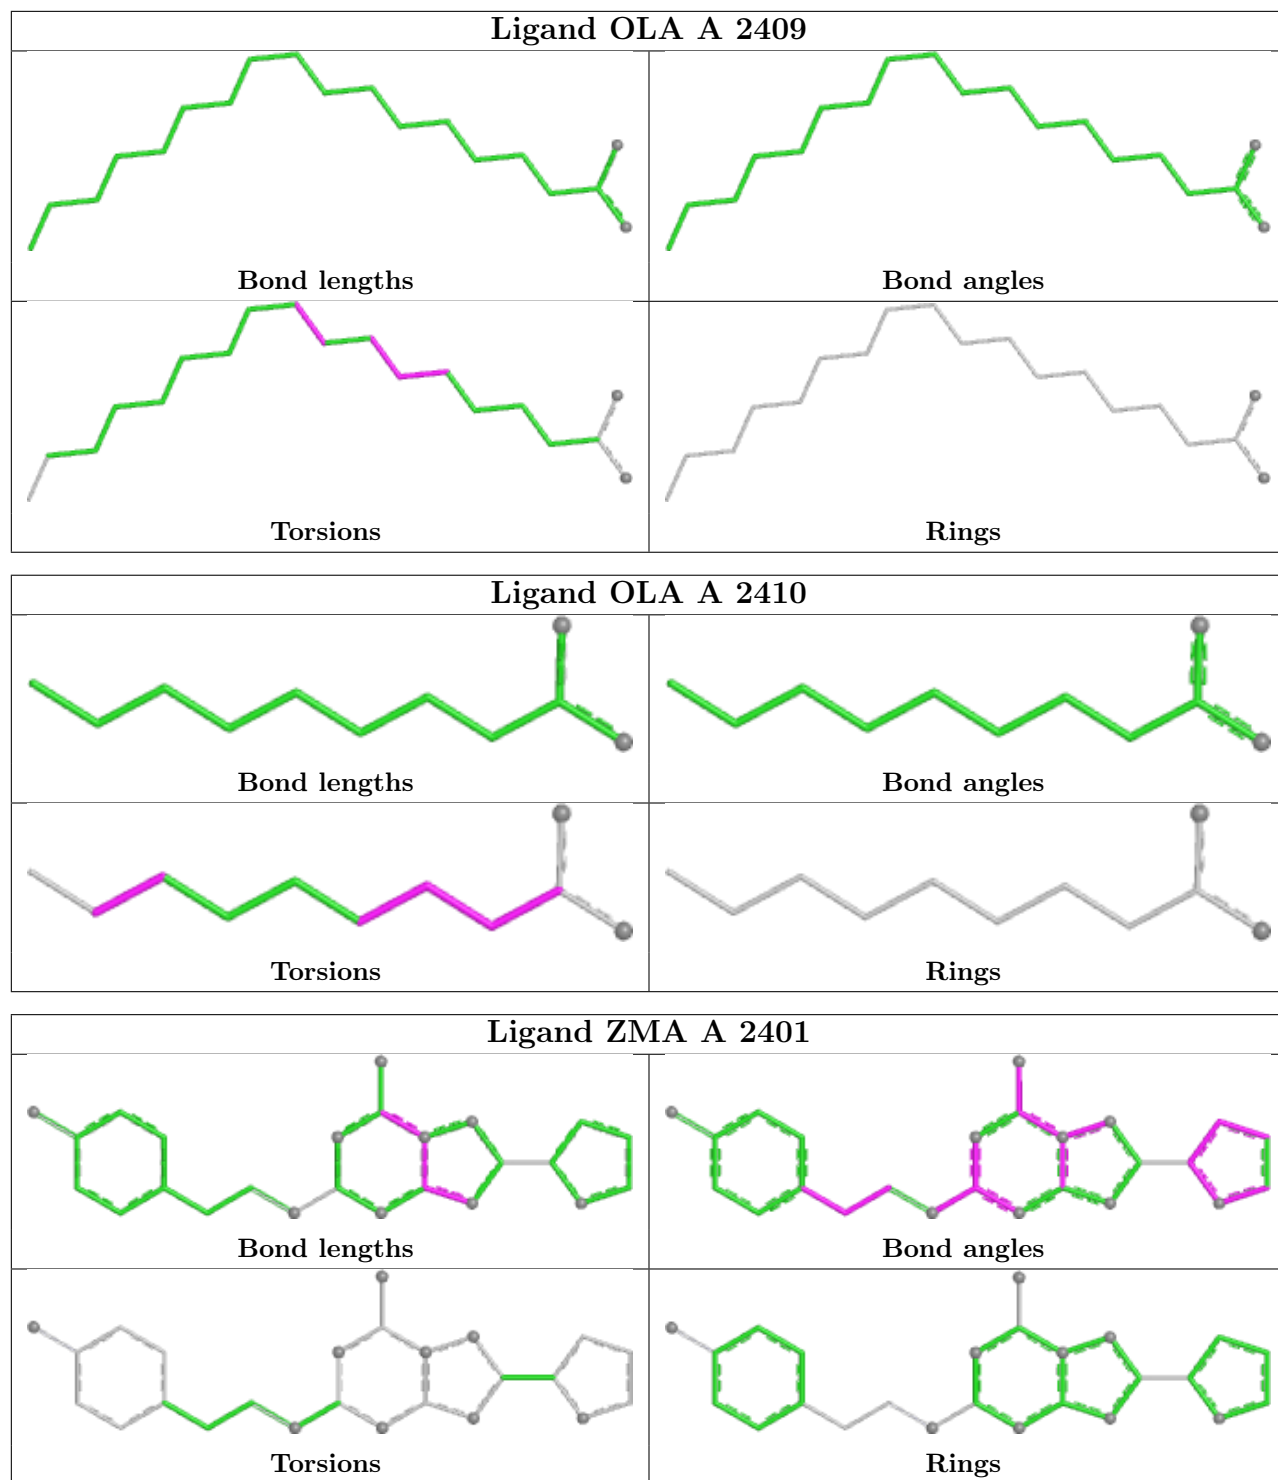 Ligand OLA A 2409
Bond lengths
Bond angles
Torsions
Rings
Ligand OLA A 2410
Bond lengths
Bond angles
Torsions
Rings
Ligand ZMA A 2401
Bond lengths
Bond angles
Torsions
Rings